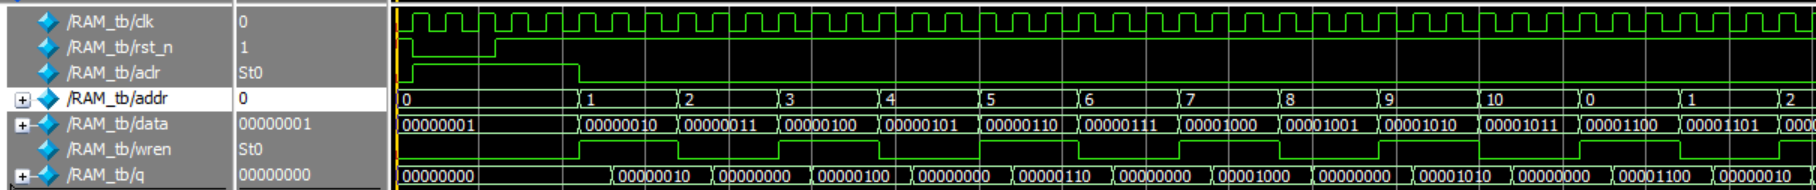 /RAM_tb/clk 0
/RAM_tb/rst_n 1
/RAM_tb/aclr St0
/RAM_tb/addr 0 0 1 2 3 4 5 6 7 8 9 10 0 1 2
/RAM_tb/data 00000001 00000001 00000010 00000011 00000100 00000101 00000110 00000111 00001000 00001001 00001010 00001011 00001100 00001101 0000
/RAM_tb/wren St0
/RAM_tb/q 00000000 00000000 00000010 00000000 00000100 00000000 00000110 00000000 00001000 00000000 00001010 00000000 00001100 00000010